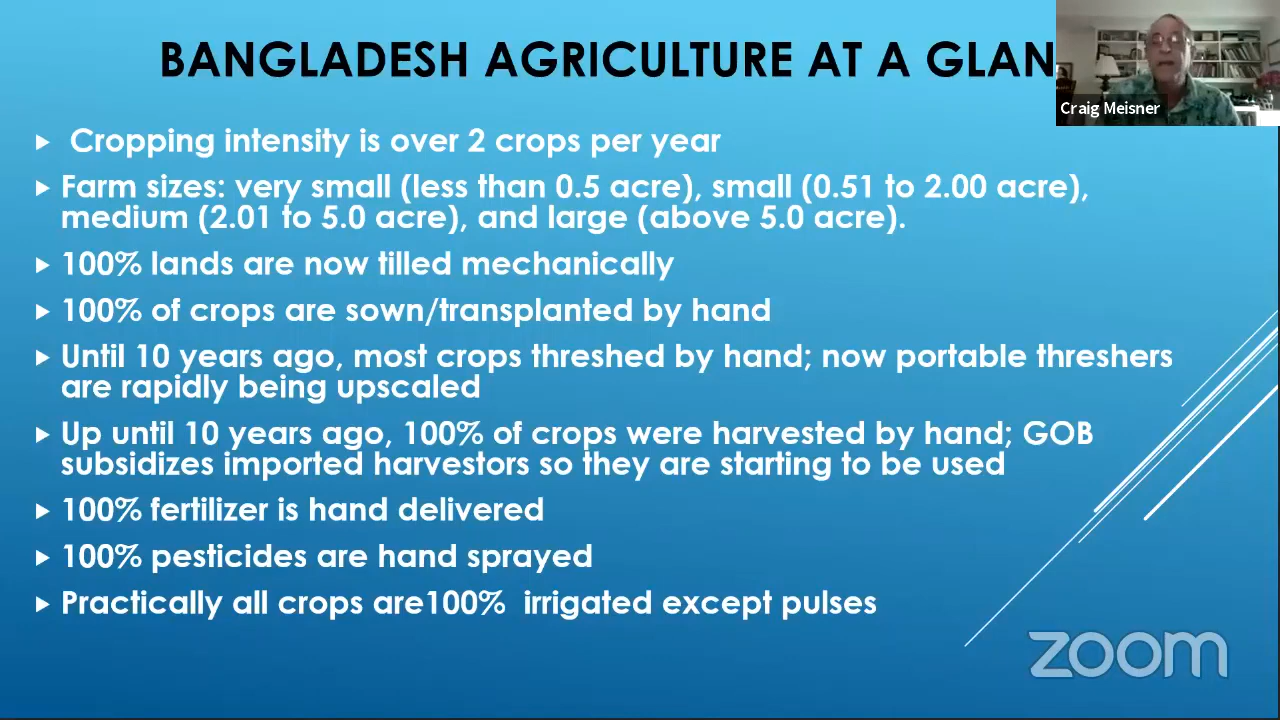 BANGLADESH AGRICULTURE AT A GLAN
Craig Meisner
Cropping intensity is over 2 crops per year
Farm sizes: very small (less than 0.5 acre), small (0.51 to 2.00 acre),
medium (2.01 to 5.0 acre), and large (above 5.0 acre).
100% lands are now tilled mechanically
100% of crops are sown/transplanted by hand
Until 10 years ago, most crops threshed by hand; now portable threshers
are rapidly being upscaled
Up until 10 years ago, 100% of crops were harvested by hand; GOB
subsidizes imported harvestors so they are starting to be used
100% fertilizer is hand delivered
100% pesticides are hand sprayed
Practically all crops are100%  irrigated except pulses
zoom